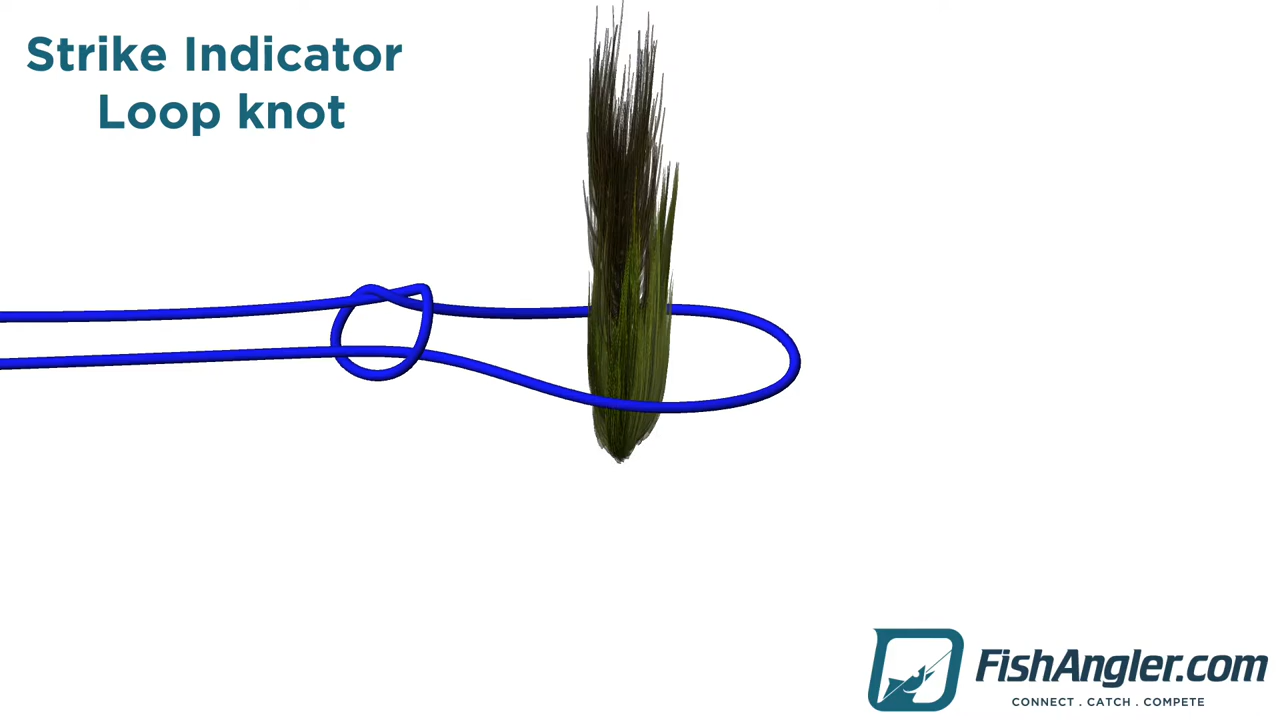 Strike Indicator
Loop knot
FishAngler.com
CONNECT . CATCH . COMPETE